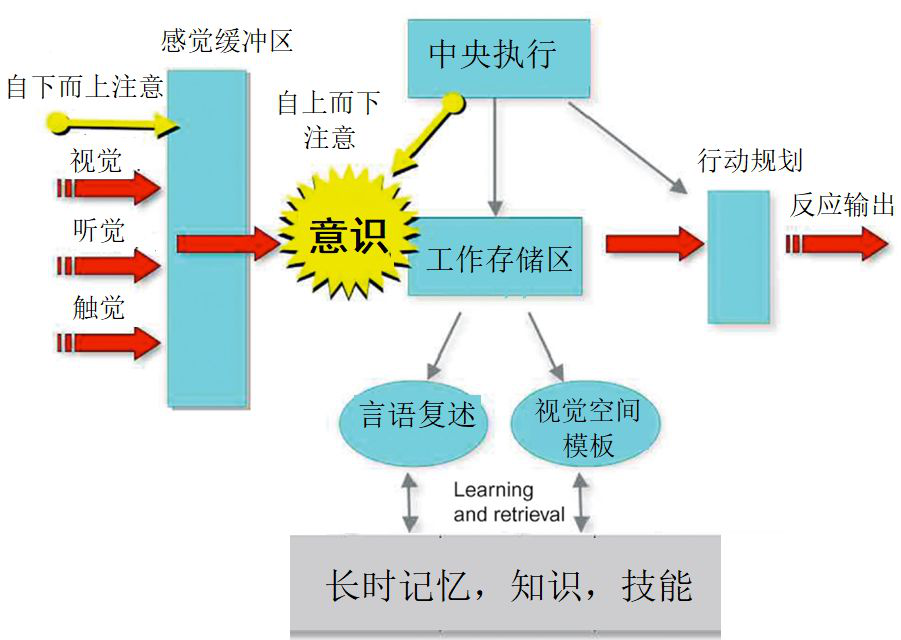 感觉缓冲区
中央执行
自下而上注意
自上而下
注意
视觉
行动规划
听觉
意识
工作存储区
反应输出
触觉
言语复述
视觉空间
模板
Learning
and retrieval
长时记忆，知识，技能